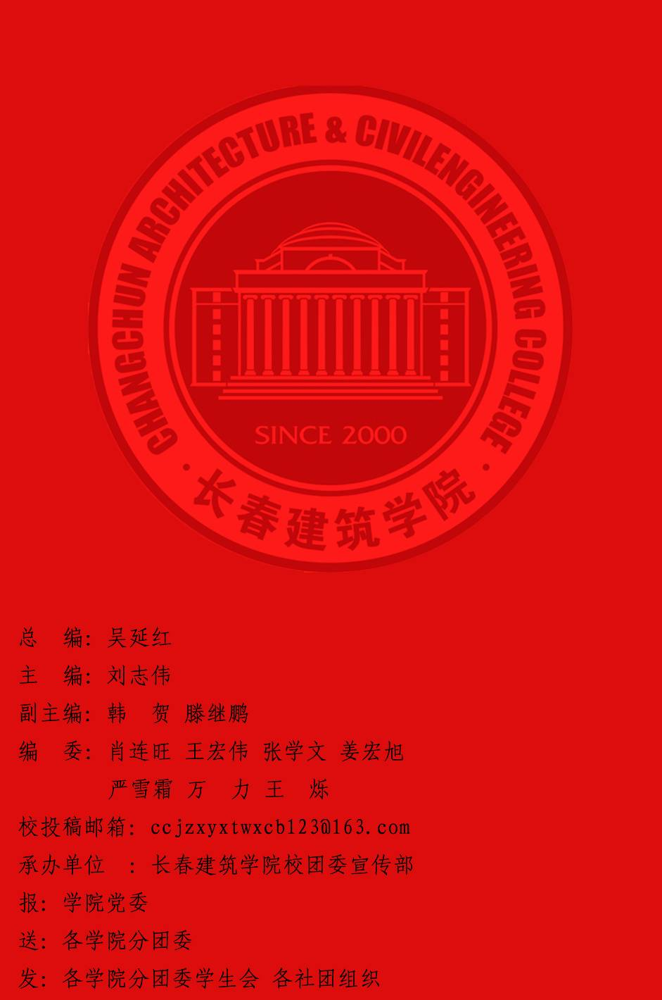 CHANGCHUN ARCHITECTURE & CIVILENGINEERING COLLEGE
SINCE 2000
·长春建筑学院·
总　编：吴延红
主　编：刘志伟
副主编：韩　贺 滕继鹏
编　委：肖连旺 王宏伟 张学文 姜宏旭
严雪霜 万　力 王　烁
校投稿邮箱：ccjzxyxtwxcb123@163.com
承办单位 ：长春建筑学院校团委宣传部
报：学院党委
送：各学院分团委
发：各学院分团委学生会 各社团组织